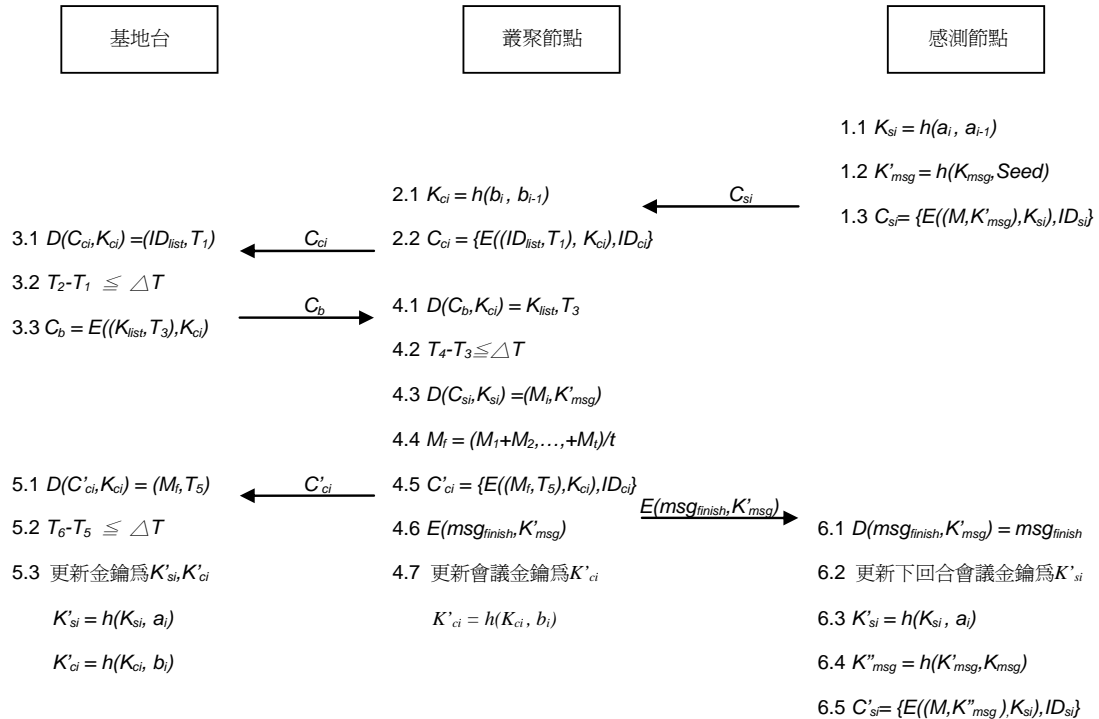 基地台
叢聚節點
感測節點
1.1 Ksi = h(ai , ai-1)
1.2 K'msg = h(Kmsg,Seed)
1.3 Csi= {E((M,K'msg),Ksi),IDsi}
Csi
2.1 Kci = h(bi , bi-1)
2.2 Cci = {E((IDlist,T1), Kci),IDci}
Cci
3.1 D(Cci,Kci) =(IDlist,T1)
3.2 T2-T1 ≦ △T
3.3 Cb = E((Klist,T3),Kci)
Cb
4.1 D(Cb,Kci) = Klist,T3
4.2 T4-T3≦△T
4.3 D(Csi,Ksi) =(Mi,K'msg)
4.4 Mf = (M1+M2,…,+Mt)/t
4.5 C'ci = {E((Mf,T5),Kci),IDci}
4.6 E(msgfinish,K'msg)
4.7 更新會議金鑰爲K'ci
K'ci = h(Kci , bi)
C'ci
5.1 D(C'ci,Kci) = (Mf,T5)
5.2 T6-T5 ≦ △T
5.3 更新金鑰爲K'si,K'ci
K'si = h(Ksi, ai)
K'ci = h(Kci, bi)
E(msgfinish,K'msg)
6.1 D(msgfinish,K'msg) = msgfinish
6.2 更新下回合會議金鑰爲K'si
6.3 K'si = h(Ksi , ai)
6.4 K"msg = h(K'msg,Kmsg)
6.5 C'si= {E((M,K"msg ),Ksi),IDsi}